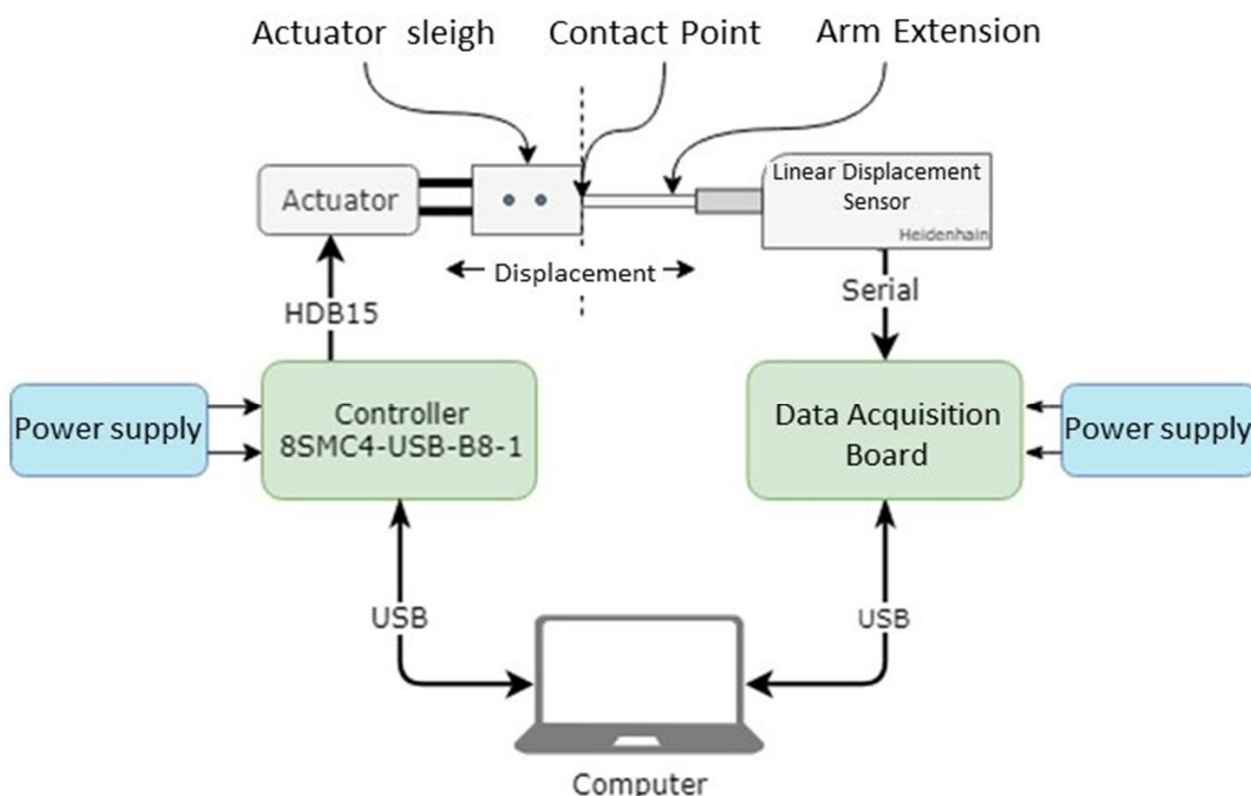 Actuator sleigh
Contact Point
Arm Extension
Actuator
Linear Displacement
Sensor
Heidenhain
Displacement
HDB15
Serial
Power supply
Controller
8SMC4-USB-B8-1
Data Acquisition
Board
Power supply
USB
USB
Computer